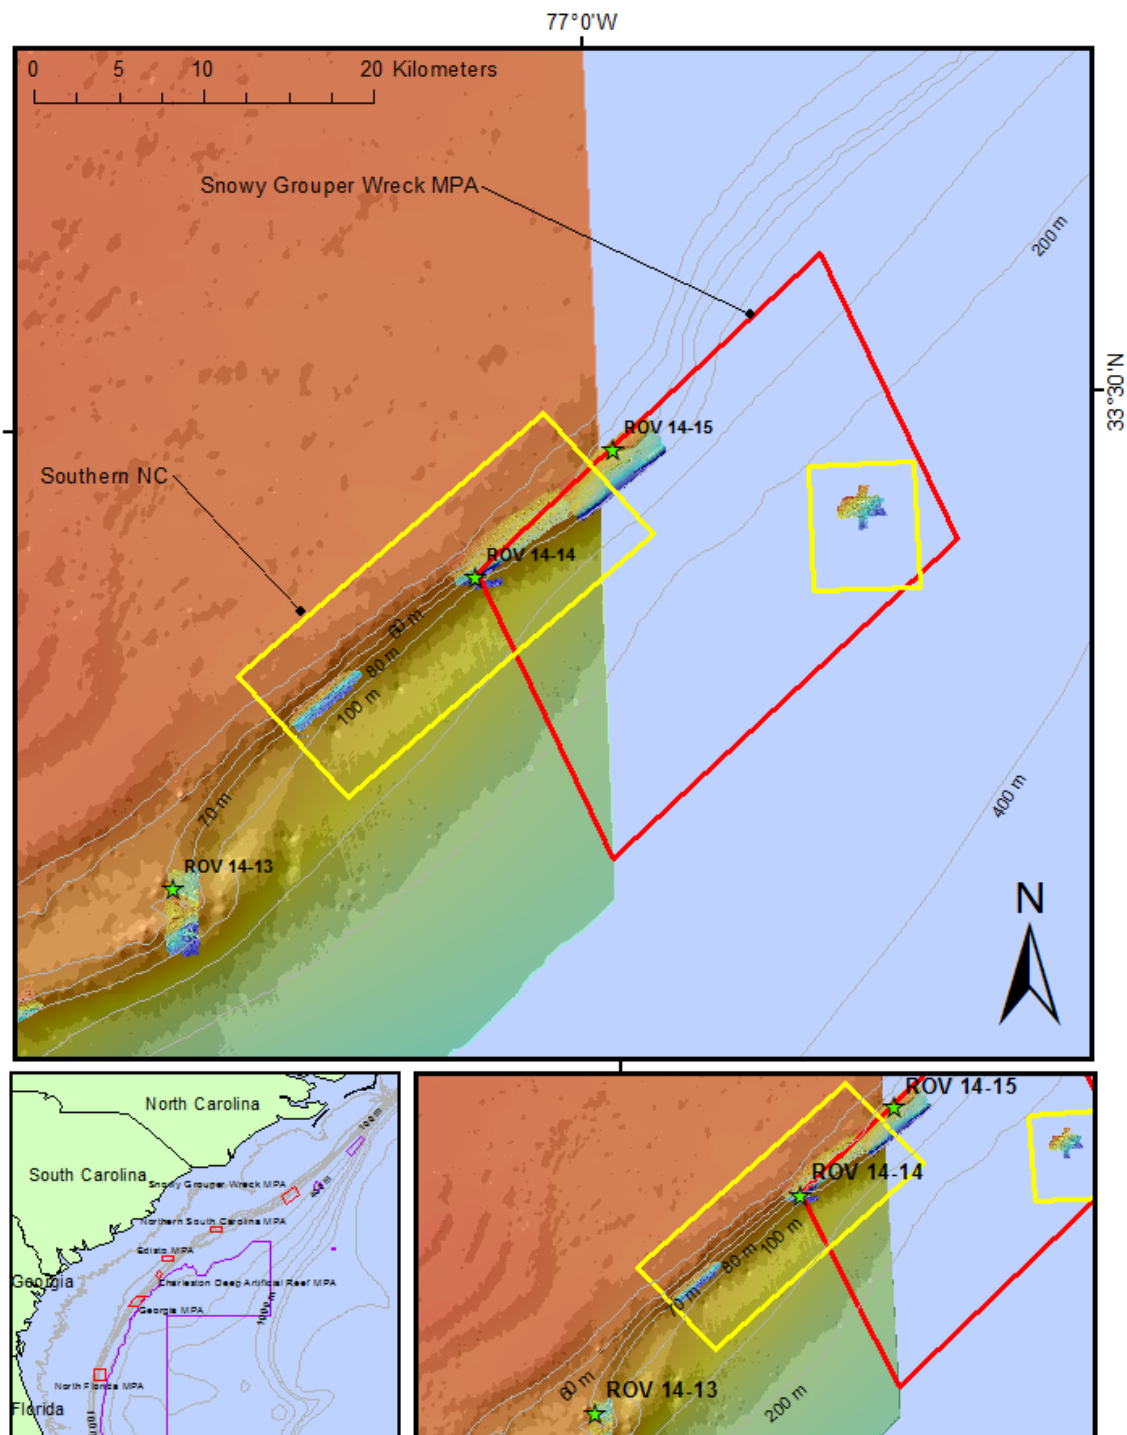 77°0'W
0 5 10 20 Kilometers
Snowy Grouper Wreck MPA
200 m
33°30'N
ROV 14-15
Southern NC
ROV 14-14
60 m
80 m
100 m
400 m
70 m
ROV 14-13
N
North Carolina
100 m
South Carolina
Snowy Grouper Wreck MPA
400 m
Northern South Carolina MPA
Edisto MPA
Georgia
Charleston Deep Artificial Reef MPA
Georgia MPA
1000 m
North Florida MPA
Florida
ROV 14-15
ROV 14-14
100 m
80 m
70 m
60 m
ROV 14-13
200 m